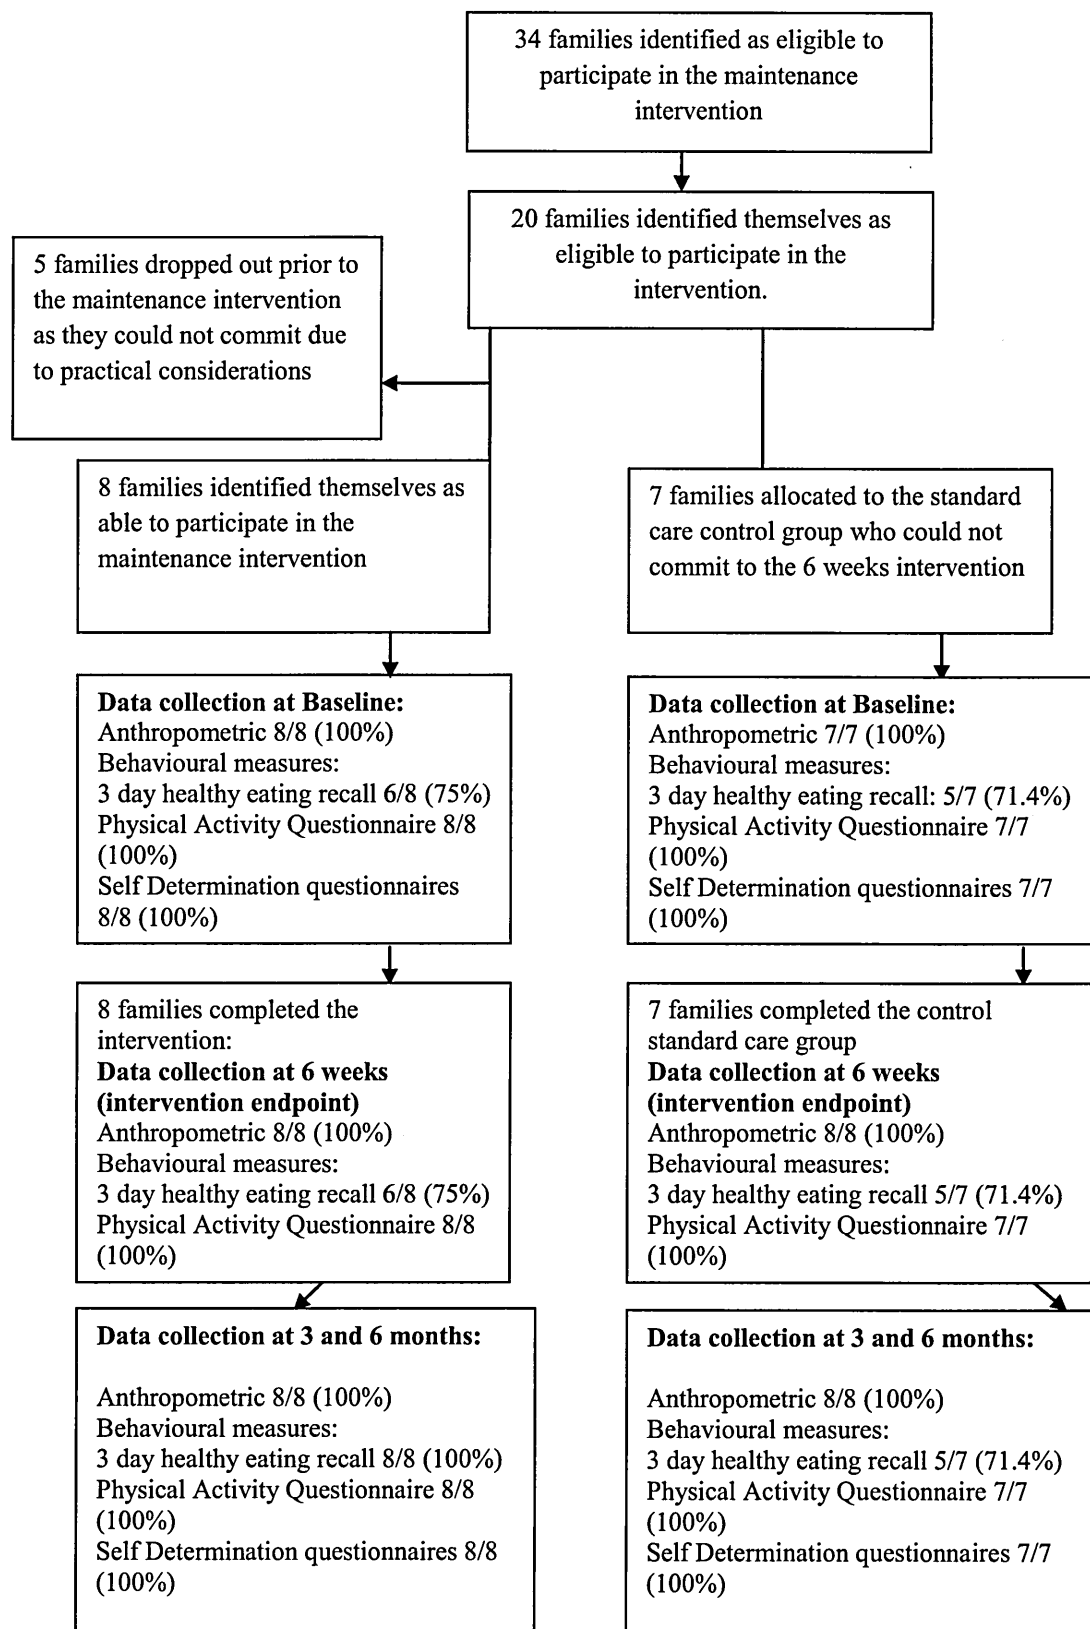 34 families identified as eligible to
participate in the maintenance
intervention
20 families identified themselves as
eligible to participate in the
intervention.
5 families dropped out prior to
the maintenance intervention
as they could not commit due
to practical considerations
8 families identified themselves as
able to participate in the
maintenance intervention
7 families allocated to the standard
care control group who could not
commit to the 6 weeks intervention
Data collection at Baseline:
Anthropometric 8/8 (100%)
Behavioural measures:
3 day healthy eating recall 6/8 (75%)
Physical Activity Questionnaire 8/8
(100%)
Self Determination questionnaires
8/8 (100%)
Data collection at Baseline:
Anthropometric 7/7 (100%)
Behavioural measures:
3 day healthy eating recall: 5/7 (71.4%)
Physical Activity Questionnaire 7/7
(100%)
Self Determination questionnaires 7/7
(100%)
8 families completed the
intervention:
Data collection at 6 weeks
(intervention endpoint)
Anthropometric 8/8 (100%)
Behavioural measures:
3 day healthy eating recall 6/8 (75%)
Physical Activity Questionnaire 8/8
(100%)
7 families completed the control
standard care group
Data collection at 6 weeks
(intervention endpoint)
Anthropometric 8/8 (100%)
Behavioural measures:
3 day healthy eating recall 5/7 (71.4%)
Physical Activity Questionnaire 7/7
(100%)
Data collection at 3 and 6 months:
Anthropometric 8/8 (100%)
Behavioural measures:
3 day healthy eating recall 8/8 (100%)
Physical Activity Questionnaire 8/8
(100%)
Self Determination questionnaires 8/8
(100%)
Data collection at 3 and 6 months:
Anthropometric 8/8 (100%)
Behavioural measures:
3 day healthy eating recall 5/7 (71.4%)
Physical Activity Questionnaire 7/7
(100%)
Self Determination questionnaires 7/7
(100%)